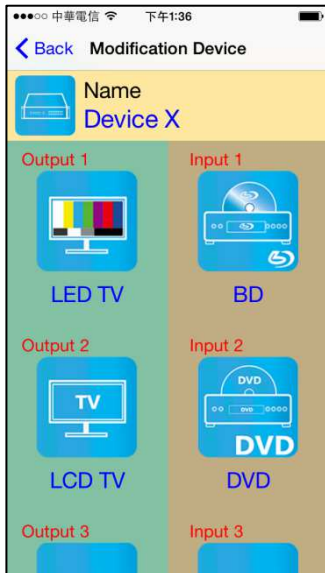 中華電信 下午1:36
Back Modification Device
Name
Device X
Output 1 Input 1
LED TV BD
Output 2 Input 2
TV DVD
DVD
LCD TV DVD
Output 3 Input 3